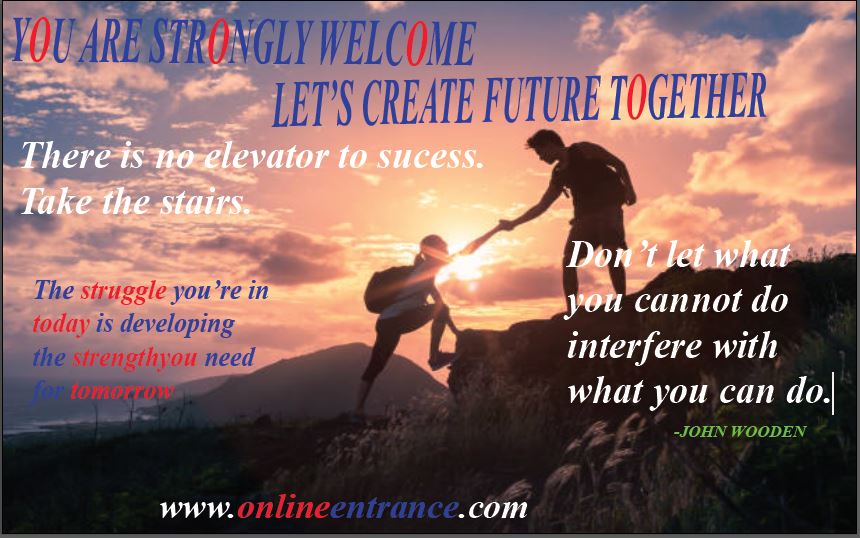 YOU ARE STRONGLY WELCOME
LET'S CREATE FUTURE TOGETHER
There is no elevator to sucess.
Take the stairs.
The struggle you're in
today is developing
the strengthyou need
for tomorrow
Don't let what
you cannot do
interfere with
what you can do.
-JOHN WOODEN
www.onlineentrance.com